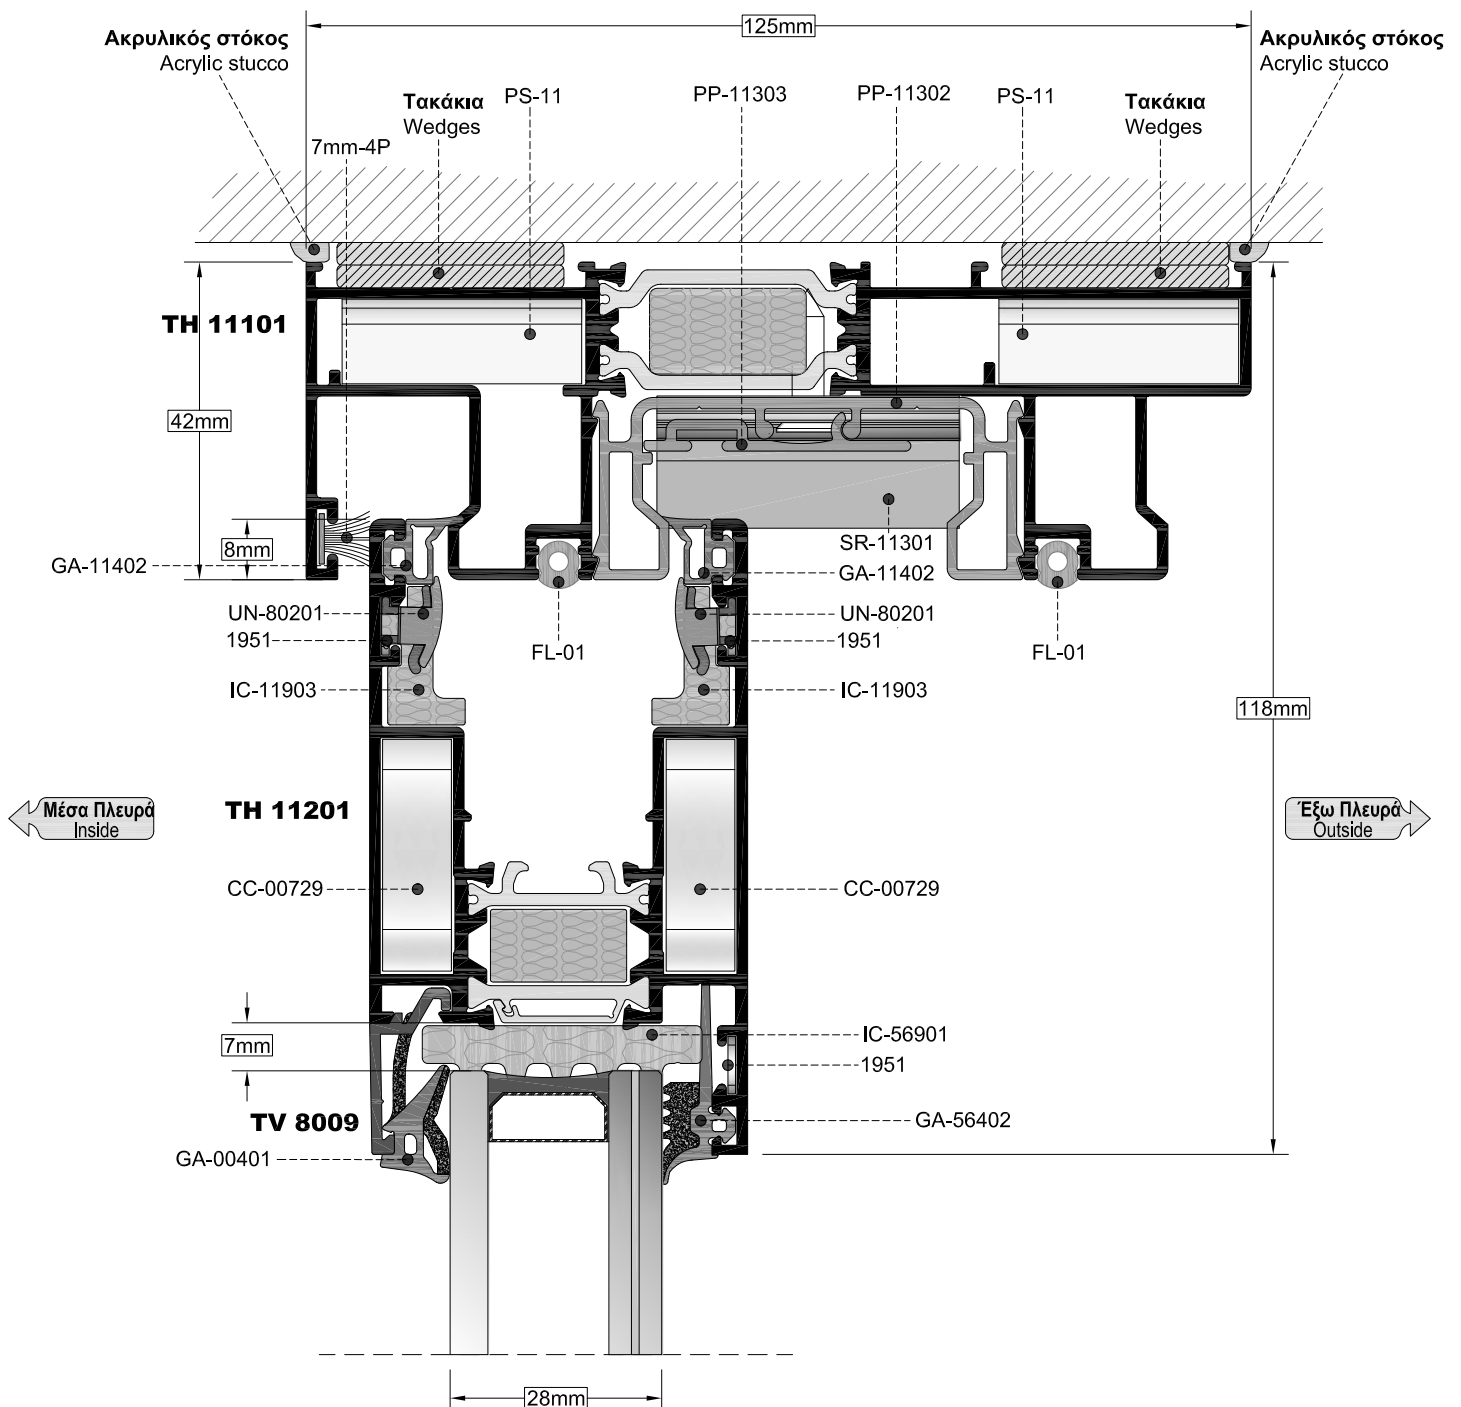 125mm
Ακρυλικός στόκος
Acrylic stucco
Ακρυλικός στόκος
Acrylic stucco
Τακάκια
Wedges
PS-11
PP-11303
PP-11302
PS-11
Τακάκια
Wedges
7mm-4P
TH 11101
42mm
8mm
SR-11301
GA-11402
GA-11402
UN-80201
UN-80201
1951
1951
FL-01
FL-01
IC-11903
IC-11903
118mm
Μέσα Πλευρά
Inside
TH 11201
Έξω Πλευρά
Outside
CC-00729
CC-00729
7mm
IC-56901
1951
TV 8009
GA-56402
GA-00401
28mm